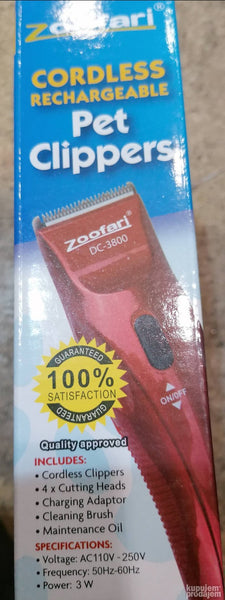 Zoofari®
CORDLESS
RECHARGEABLE
Pet
Clippers
Zoofari®
DC-3800
ON/OFF
GUARANTEED
100%
SATISFACTION
GUARANTEED
Quality approved
INCLUDES:
• Cordless Clippers
• 4 x Cutting Heads
• Charging Adaptor
• Cleaning Brush
• Maintenance Oil
SPECIFICATIONS:
• Voltage: AC110V - 250V
• Frequency: 50Hz-60Hz
• Power: 3 W
kupujem
prodajem